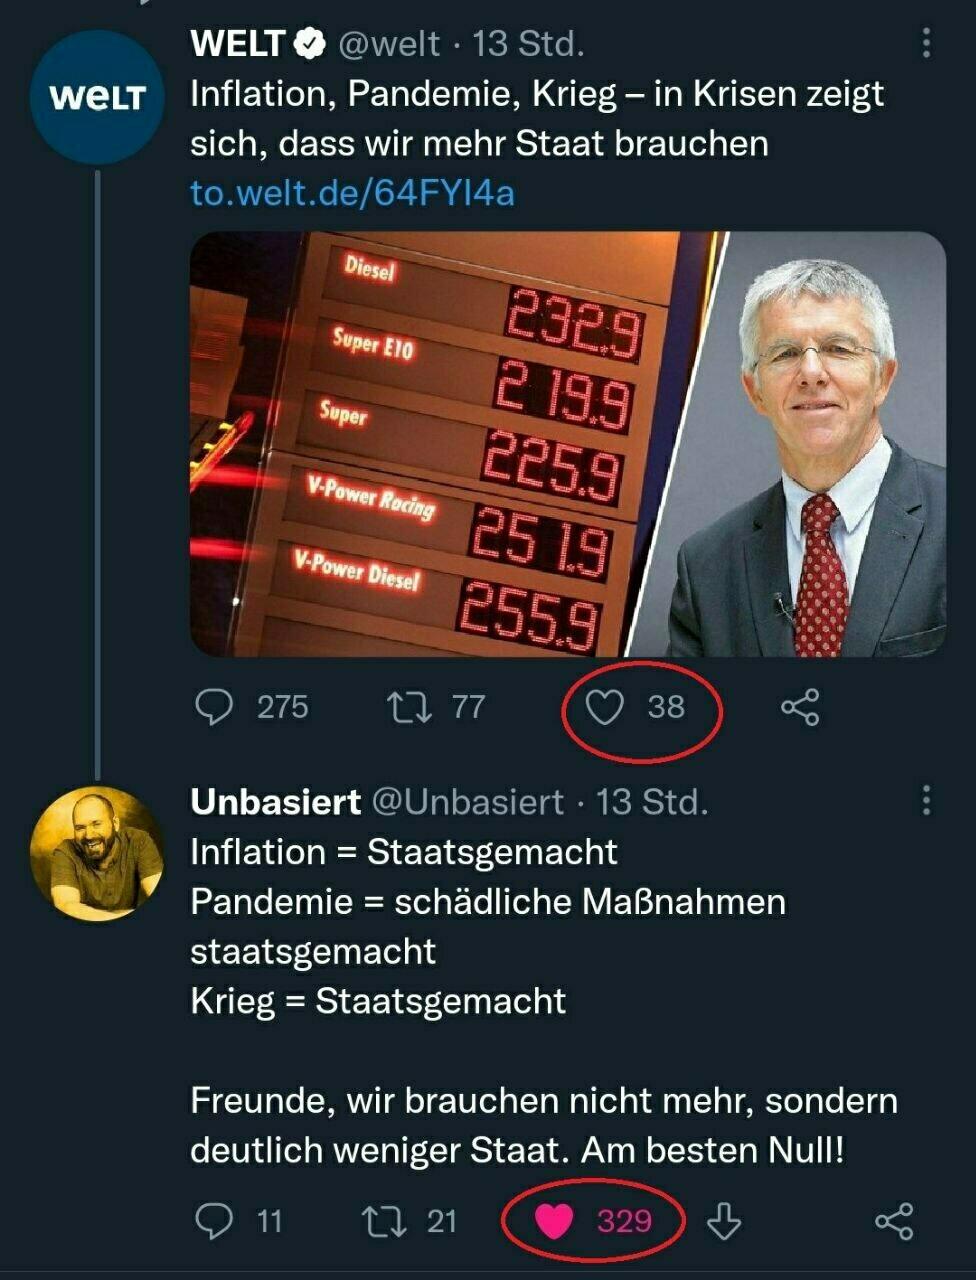 WELT @welt · 13 Std.
WELT
Inflation, Pandemie, Krieg – in Krisen zeigt
sich, dass wir mehr Staat brauchen
to.welt.de/64FYI4a
Diesel 232.9
Super E10 219.9
Super 225.9
V-Power Racing 251.9
V-Power Diesel 255.9
275 77 38
Unbasiert @Unbasiert · 13 Std.
Inflation = Staatsgemacht
Pandemie = schädliche Maßnahmen
staatsgemacht
Krieg = Staatsgemacht
Freunde, wir brauchen nicht mehr, sondern
deutlich weniger Staat. Am besten Null!
11 21 329